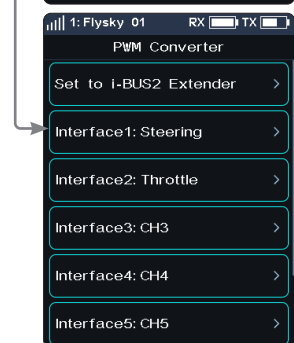 1: Flysky 01 RX TX
PWM Converter
Set to i-BUS2 Extender
Interface1: Steering
Interface2: Throttle
Interface3: CH3
Interface4: CH4
Interface5: CH5